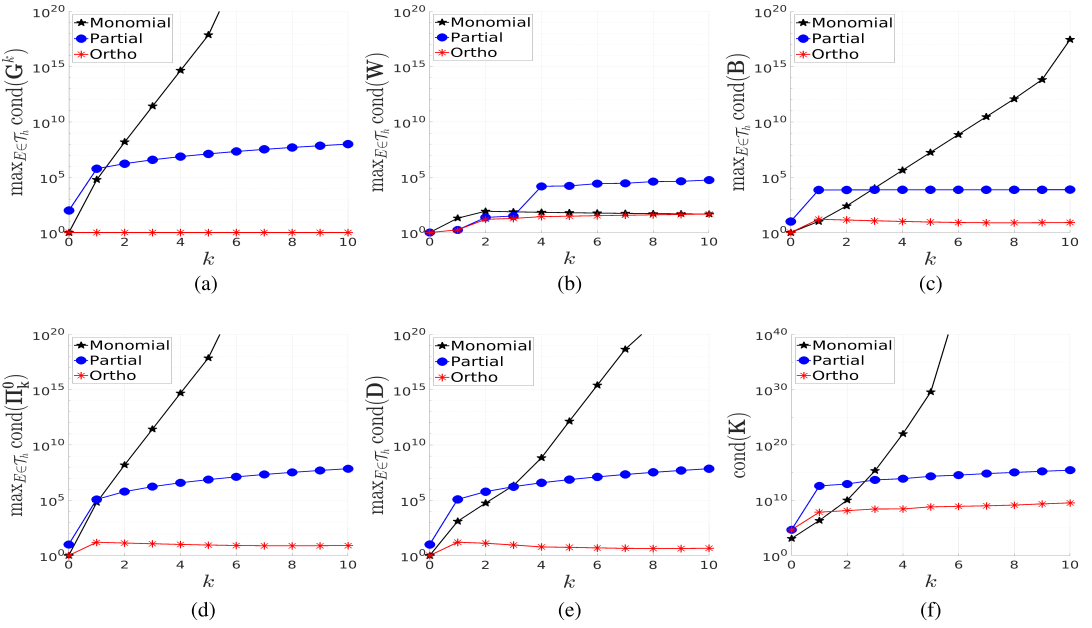 max_{E∈𝒯_h} cond(G^k)
10^20
10^15
10^10
10^5
10^0
Monomial
Partial
Ortho
0 2 4 6 8 10
k
(a)
max_{E∈𝒯_h} cond(W)
10^20
10^15
10^10
10^5
10^0
Monomial
Partial
Ortho
0 2 4 6 8 10
k
(b)
max_{E∈𝒯_h} cond(B)
10^20
10^15
10^10
10^5
10^0
Monomial
Partial
Ortho
0 2 4 6 8 10
k
(c)
max_{E∈𝒯_h} cond(Π^0_k)
10^20
10^15
10^10
10^5
10^0
Monomial
Partial
Ortho
0 2 4 6 8 10
k
(d)
max_{E∈𝒯_h} cond(D)
10^20
10^15
10^10
10^5
10^0
Monomial
Partial
Ortho
0 2 4 6 8 10
k
(e)
cond(K)
10^40
10^30
10^20
10^10
10^0
Monomial
Partial
Ortho
0 2 4 6 8 10
k
(f)